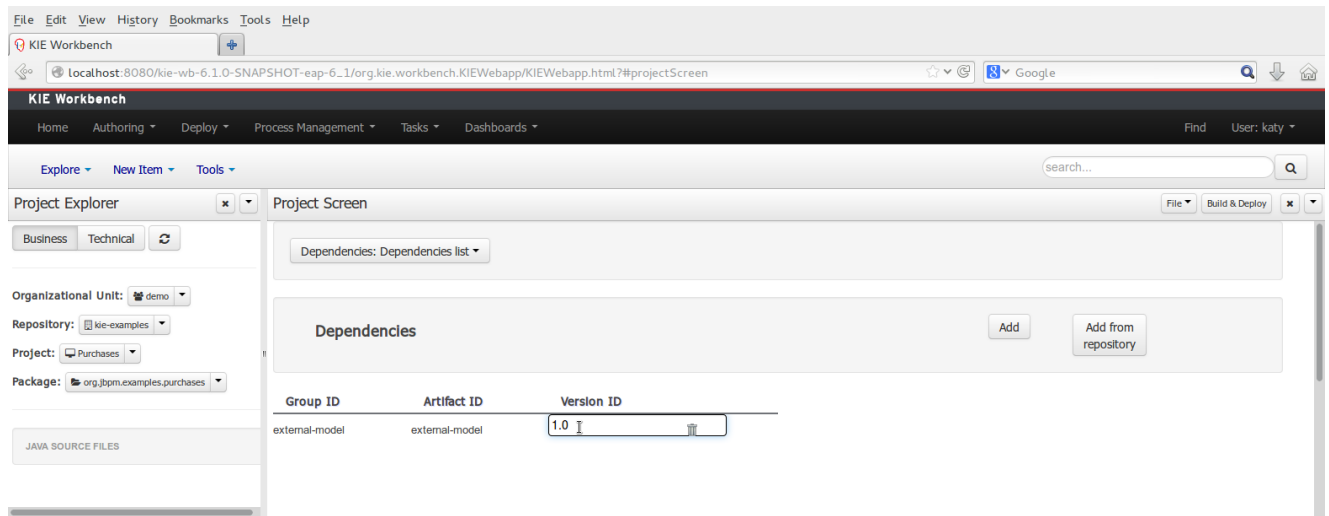 File Edit View History Bookmarks Tools Help
KIE Workbench
localhost:8080/kie-wb-6.1.0-SNAPSHOT-eap-6_1/org.kie.workbench.KIEWebapp/KIEWebapp.html?#projectScreen
Google
KIE Workbench
Home Authoring Deploy Process Management Tasks Dashboards Find User: katy
Explore New Item Tools search...
Project Explorer
Project Screen File Build & Deploy
Business Technical
Dependencies: Dependencies list
Organizational Unit: demo
Repository: kie-examples
Project: Purchases
Package: org.jbpm.examples.purchases
JAVA SOURCE FILES
Dependencies Add Add from
repository
Group ID Artifact ID Version ID
external-model external-model 1.0